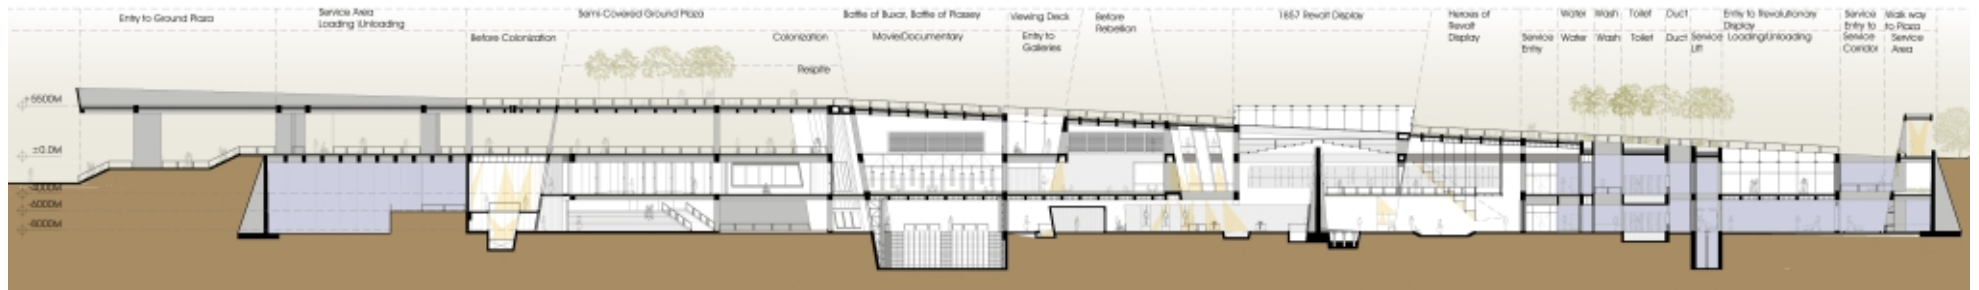 Entry to Ground Plaza
Service Area
Loading \Unloading
Before Colonization
Semi-Covered Ground Plaza
Colonization
Respite
Battle of Buxar, Battle of Plassey
Movie/Documentary
Viewing Deck
Entry to
Galleries
Before
Rebellion
1857 Revolt Display
Heroes of
Revolt
Display
Service
Entry
Water
Water
Wash
Wash
Toilet
Toilet
Duct
Duct
Service
Lift
Entry to Revolutionary
Display
Loading/Unloading
Service
Entry to
Service
Corridor
Walk way
to Plaza
Service
Area
+5500M
±0.0M
-6000M
-8000M